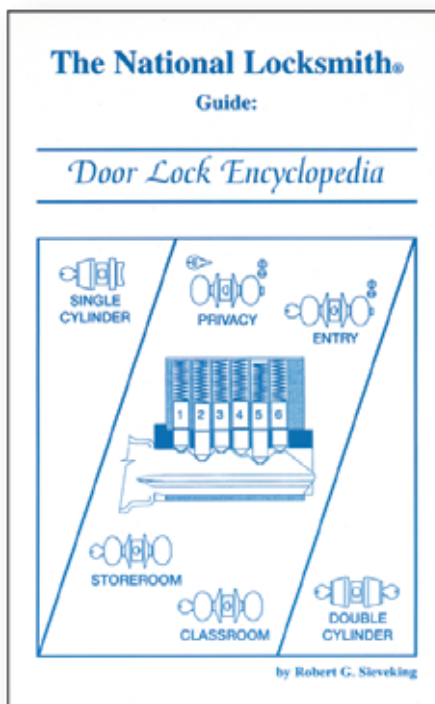 The National Locksmith®
Guide:
Door Lock Encyclopedia
SINGLE
CYLINDER
PRIVACY
ENTRY
1 2 3 4 5 6
STOREROOM
CLASSROOM
DOUBLE
CYLINDER
by Robert G. Sieveking